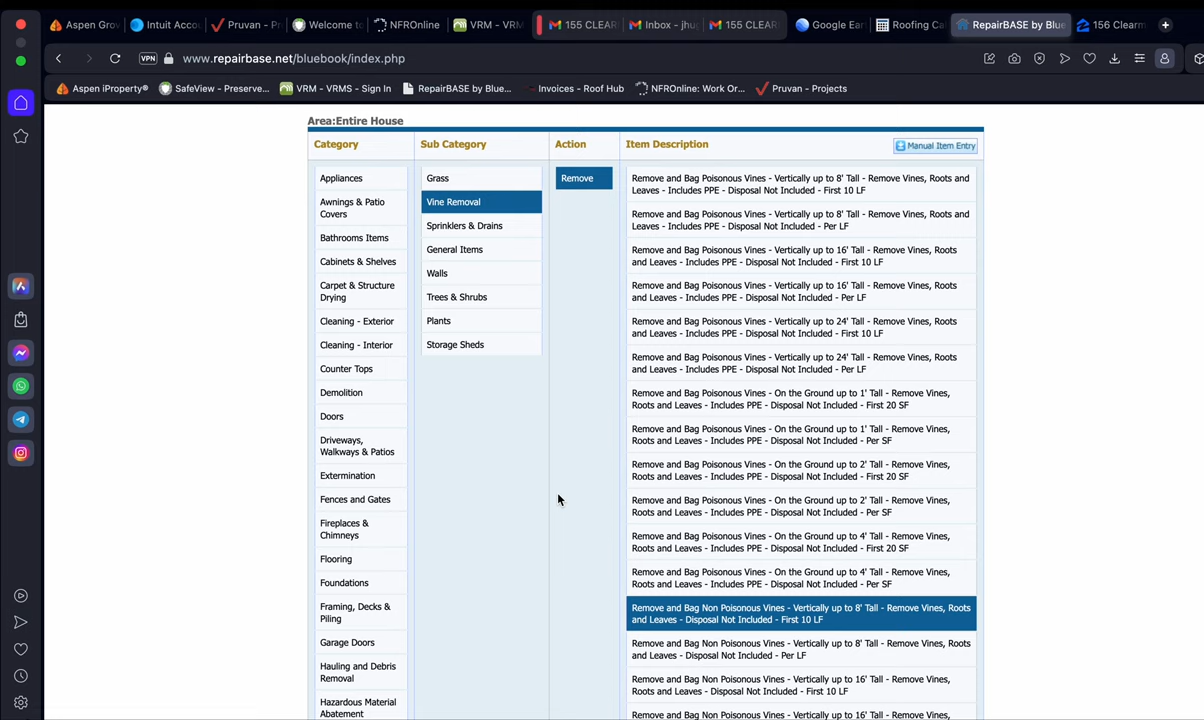 Aspen Grov
Intuit Acco
Pruvan -
Welcome to
NFROnline
VRM - VRM
155 CLEAR
Inbox - jhug
155 CLEAR
Google Ear
Roofing Ca
RepairBASE by Blue
156 Clearm
VPN
www.repairbase.net/bluebook/index.php
Aspen iProperty®
SafeView - Preserve...
VRM - VRMS - Sign In
RepairBASE by Blue...
Invoices - Roof Hub
NFROnline: Work Or...
Pruvan - Projects
Area:Entire House
Category
Sub Category
Action
Item Description
Manual Item Entry
Appliances
Awnings & Patio
Covers
Bathrooms Items
Cabinets & Shelves
Carpet & Structure
Drying
Cleaning - Exterior
Cleaning - Interior
Counter Tops
Demolition
Doors
Driveways,
Walkways & Patios
Extermination
Fences and Gates
Fireplaces &
Chimneys
Flooring
Foundations
Framing, Decks &
Piling
Garage Doors
Hauling and Debris
Removal
Hazardous Material
Abatement
Grass
Vine Removal
Sprinklers & Drains
General Items
Walls
Trees & Shrubs
Plants
Storage Sheds
Remove
Remove and Bag Poisonous Vines - Vertically up to 8' Tall - Remove Vines, Roots and
Leaves - Includes PPE - Disposal Not Included - First 10 LF
Remove and Bag Poisonous Vines - Vertically up to 8' Tall - Remove Vines, Roots and
Leaves - Includes PPE - Disposal Not Included - Per LF
Remove and Bag Poisonous Vines - Vertically up to 16' Tall - Remove Vines, Roots
and Leaves - Includes PPE - Disposal Not Included - First 10 LF
Remove and Bag Poisonous Vines - Vertically up to 16' Tall - Remove Vines, Roots
and Leaves - Includes PPE - Disposal Not Included - Per LF
Remove and Bag Poisonous Vines - Vertically up to 24' Tall - Remove Vines, Roots
and Leaves - Includes PPE - Disposal Not Included - First 10 LF
Remove and Bag Poisonous Vines - Vertically up to 24' Tall - Remove Vines, Roots
and Leaves - Includes PPE - Disposal Not Included - Per LF
Remove and Bag Poisonous Vines - On the Ground up to 1' Tall - Remove Vines,
Roots and Leaves - Includes PPE - Disposal Not Included - First 20 SF
Remove and Bag Poisonous Vines - On the Ground up to 1' Tall - Remove Vines,
Roots and Leaves - Includes PPE - Disposal Not Included - Per SF
Remove and Bag Poisonous Vines - On the Ground up to 2' Tall - Remove Vines,
Roots and Leaves - Includes PPE - Disposal Not Included - First 20 SF
Remove and Bag Poisonous Vines - On the Ground up to 2' Tall - Remove Vines,
Roots and Leaves - Includes PPE - Disposal Not Included - Per SF
Remove and Bag Poisonous Vines - On the Ground up to 4' Tall - Remove Vines,
Roots and Leaves - Includes PPE - Disposal Not Included - First 20 SF
Remove and Bag Poisonous Vines - On the Ground up to 4' Tall - Remove Vines,
Roots and Leaves - Includes PPE - Disposal Not Included - Per SF
Remove and Bag Non Poisonous Vines - Vertically up to 8' Tall - Remove Vines, Roots
and Leaves - Disposal Not Included - First 10 LF
Remove and Bag Non Poisonous Vines - Vertically up to 8' Tall - Remove Vines, Roots
and Leaves - Disposal Not Included - Per LF
Remove and Bag Non Poisonous Vines - Vertically up to 16' Tall - Remove Vines,
Roots and Leaves - Disposal Not Included - First 10 LF
Remove and Bag Non Poisonous Vines - Vertically up to 16' Tall - Remove Vines,